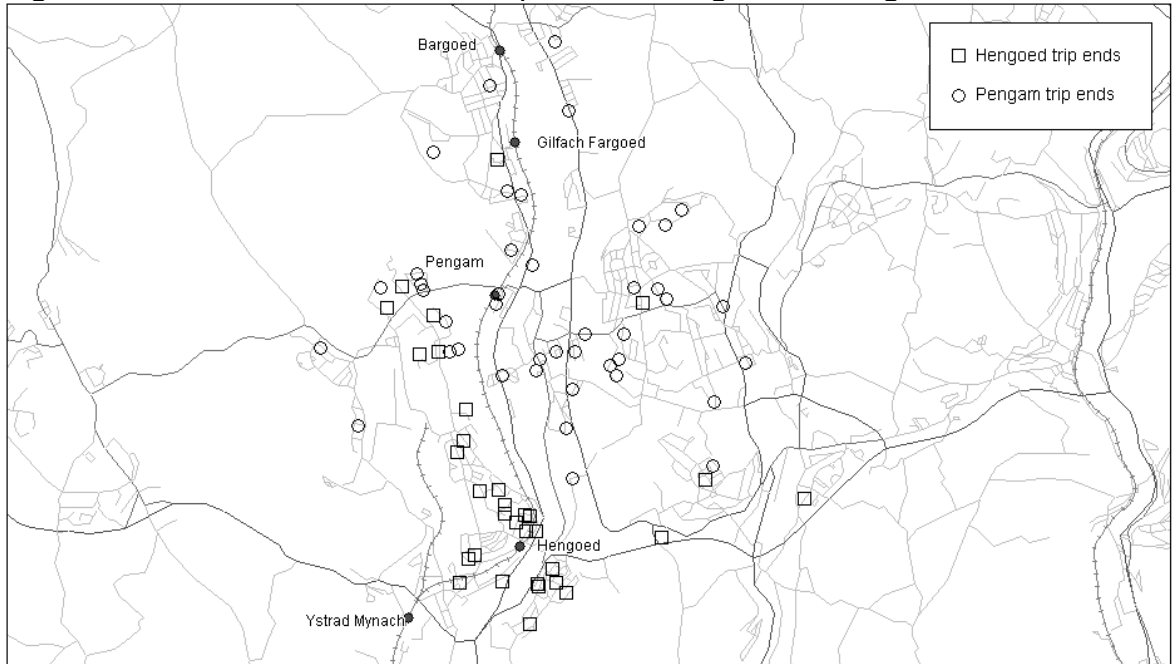 Bargoed
Hengoed trip ends
Pengam trip ends
Gilfach Fargoed
Pengam
Hengoed
Ystrad Mynach